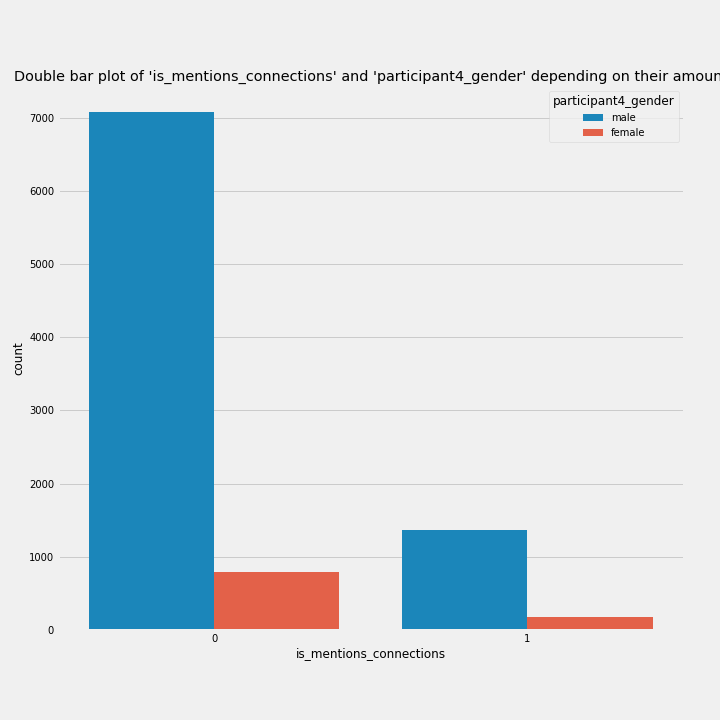 Double bar plot of 'is_mentions_connections' and 'participant4_gender' depending on their amoun
participant4_gender
male
female
7000
6000
5000
4000
3000
2000
1000
0
count
0 1
is_mentions_connections